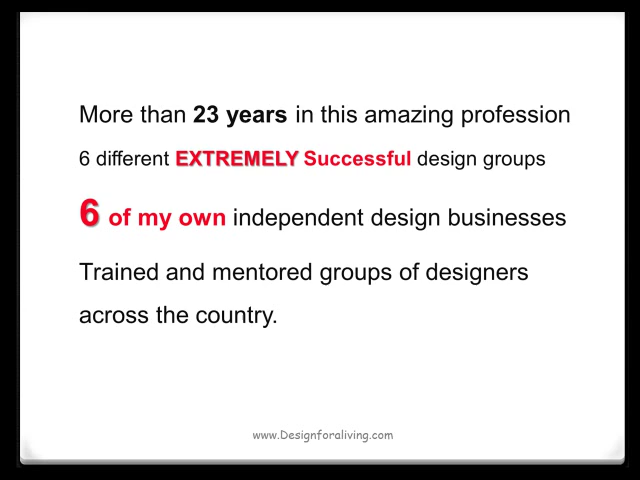 More than 23 years in this amazing profession
6 different EXTREMELY Successful design groups
6 of my own independent design businesses
Trained and mentored groups of designers
across the country.
www.Designforaliving.com